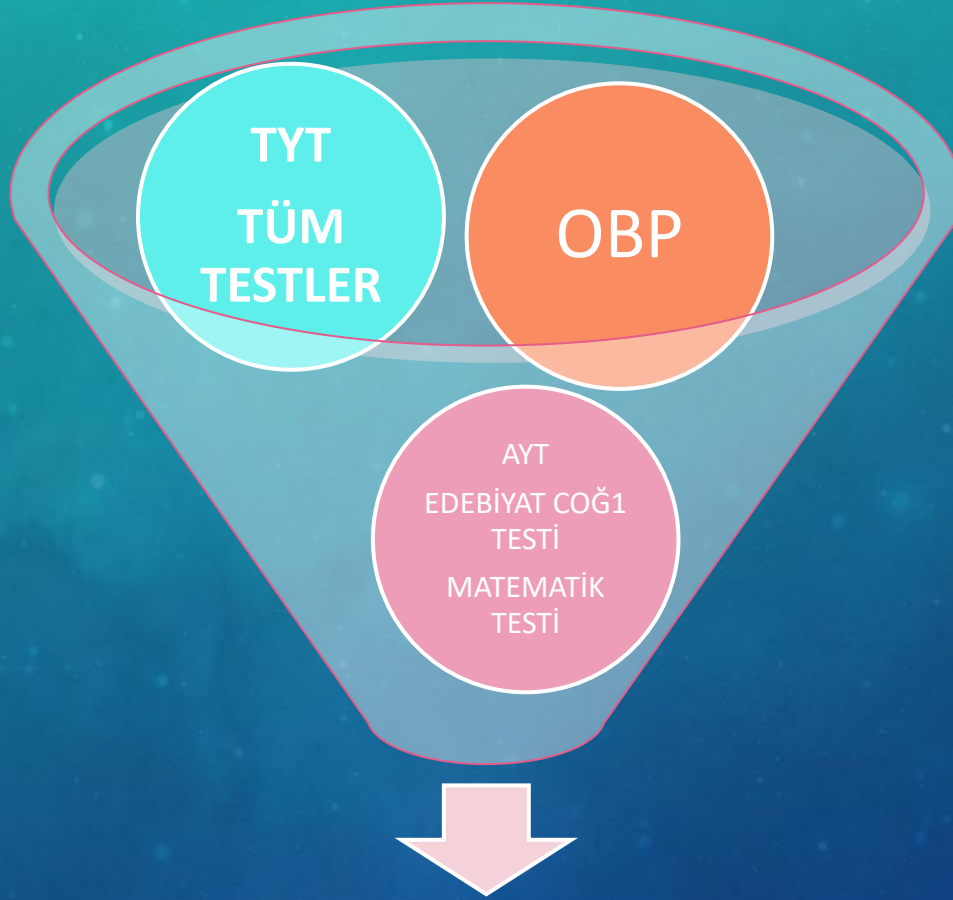 TYT
TÜM
TESTLER
OBP
AYT
EDEBİYAT COĞ1
TESTİ
MATEMATİK
TESTİ